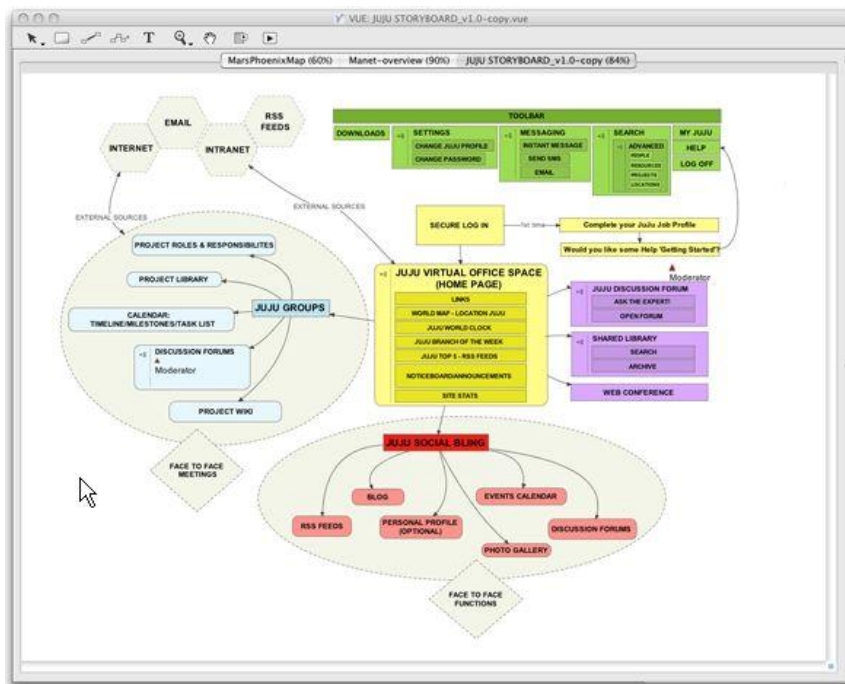 VUE: JUJU STORYBOARD_v1.0-copy.vue
T
MarsPhoenixMap (60%) Manet-overview (90%) JUJU STORYBOARD_v1.0-copy (84%)
INTERNET
EMAIL
INTRANET
RSS
FEEDS
TOOLBAR
DOWNLOADS
SETTINGS
CHANGE JUJU PROFILE
CHANGE PASSWORD
MESSAGING
INSTANT MESSAGE
SEND SMS
EMAIL
SEARCH
ADVANCED
PEOPLE
RESOURCES
PROJECTS
LOCATIONS
MY JUJU
HELP
LOG OFF
EXTERNAL SOURCES
EXTERNAL SOURCES
SECURE LOG IN
1st time
Complete your JuJu Job Profile
Would you like some Help 'Getting Started'?
PROJECT ROLES & RESPONSIBILITES
PROJECT LIBRARY
CALENDAR:
TIMELINE/MILESTONES/TASK LIST
DISCUSSION FORUMS
Moderator
PROJECT WIKI
JUJU GROUPS
FACE TO FACE
MEETINGS
JUJU VIRTUAL OFFICE SPACE
(HOME PAGE)
LINKS
WORLD MAP - LOCATION JUJU
JUJU WORLD CLOCK
JUJU BRANCH OF THE WEEK
JUJU TOP 5 - RSS FEEDS
NOTICEBOARD/ANNOUNCEMENTS
SITE STATS
Moderator
JUJU DISCUSSION FORUM
ASK THE EXPERT!
OPEN FORUM
SHARED LIBRARY
SEARCH
ARCHIVE
WEB CONFERENCE
JUJU SOCIAL BLING
RSS FEEDS
BLOG
PERSONAL PROFILE
(OPTIONAL)
EVENTS CALENDAR
PHOTO GALLERY
DISCUSSION FORUMS
FACE TO FACE
FUNCTIONS